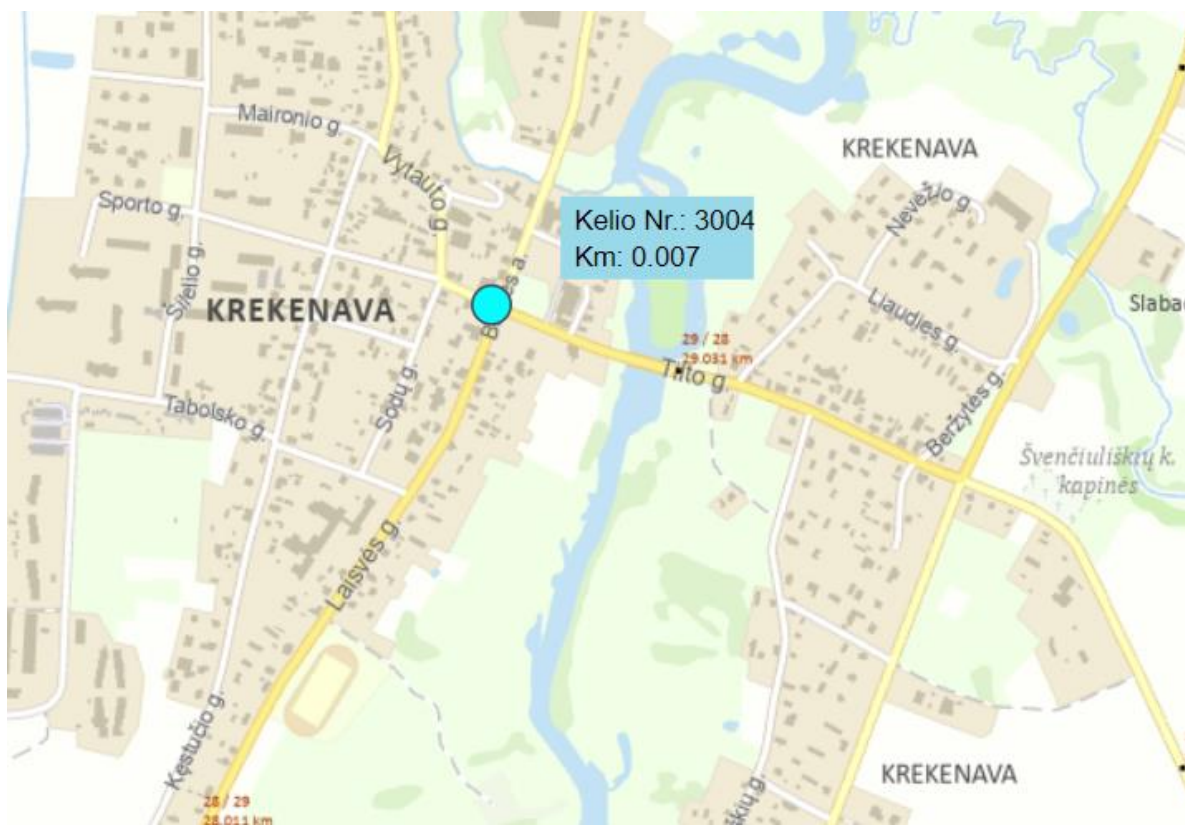 Maironio g.
Vytauto g.
KREKENAVA
Nevėžio g.
Sporto g.
Kelio Nr.: 3004
Km: 0.007
Šilelio g.
KREKENAVA
Liaudies g.
29 / 28
29.031 km
Tilto g.
Sodų g.
Tabolsko g.
Beržytės g.
Švenčiuliškių k.
kapinės
Laisvės g.
Kęstučio g.
KREKENAVA
28 / 29
28.011 km